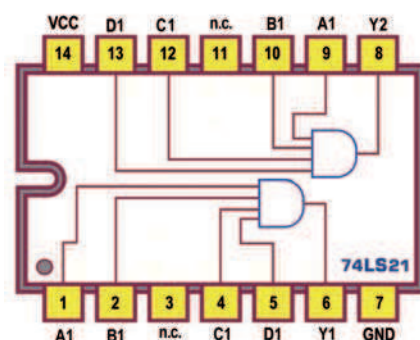 VCC D1 C1 n.c. B1 A1 Y2
14 13 12 11 10 9 8
74LS21
1 2 3 4 5 6 7
A1 B1 n.c. C1 D1 Y1 GND